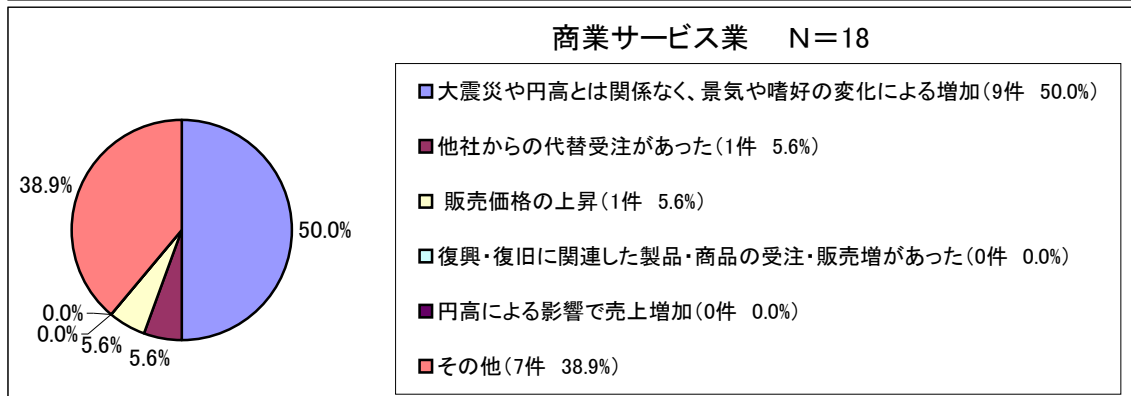 商業サービス業　N＝18
大震災や円高とは関係なく、景気や嗜好の変化による増加(9件 50.0%)
他社からの代替受注があった(1件 5.6%)
販売価格の上昇(1件 5.6%)
復興・復旧に関連した製品・商品の受注・販売増があった(0件 0.0%)
円高による影響で売上増加(0件 0.0%)
その他(7件 38.9%)
38.9%
50.0%
0.0%
0.0%
5.6%
5.6%